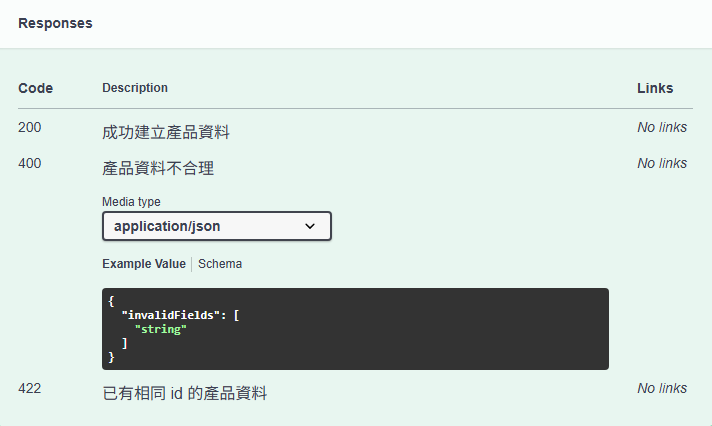 Responses
Code Description Links
200 成功建立產品資料 No links
400 產品資料不合理 No links
Media type
application/json
Example Value Schema
{
"invalidFields": [
"string"
]
}
422 已有相同 id 的產品資料 No links